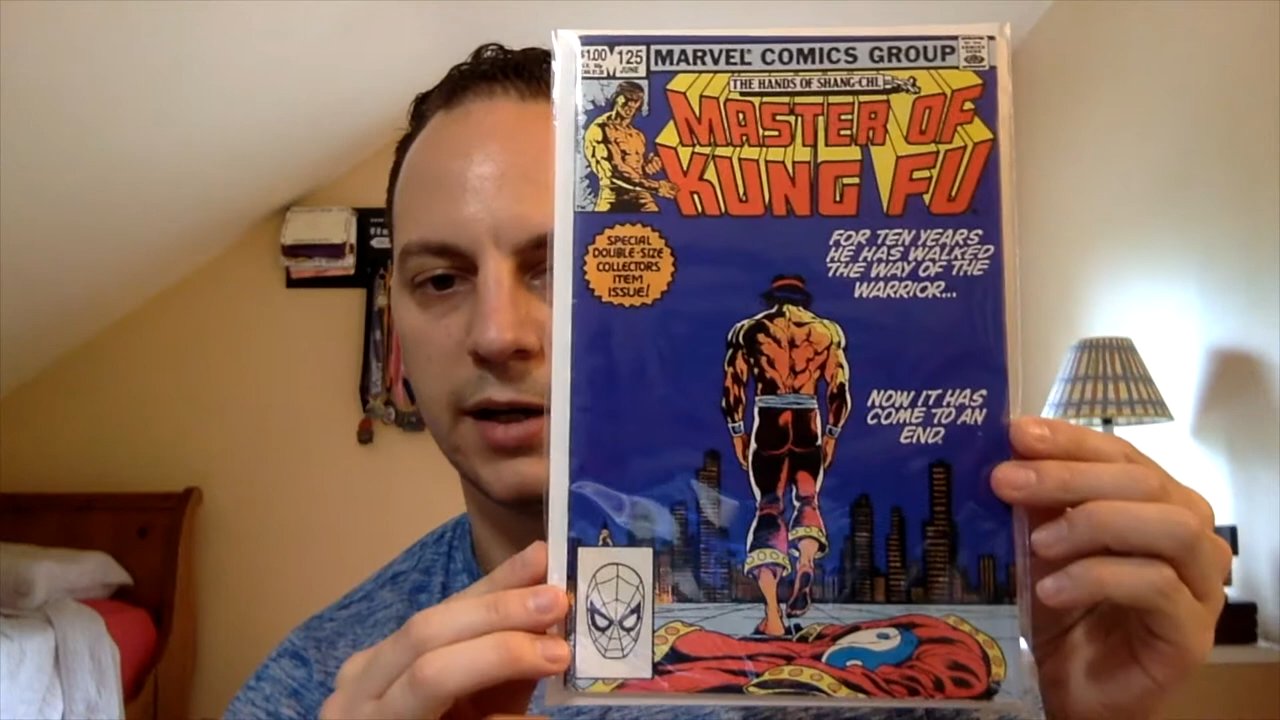 $1.00
125
JUNE
MARVEL COMICS GROUP
THE HANDS OF SHANG-CHI,
MASTER OF
KUNG FU
SPECIAL
DOUBLE-SIZE
COLLECTORS
ITEM
ISSUE!
FOR TEN YEARS
HE HAS WALKED
THE WAY OF THE
WARRIOR...
NOW IT HAS
COME TO AN
END.